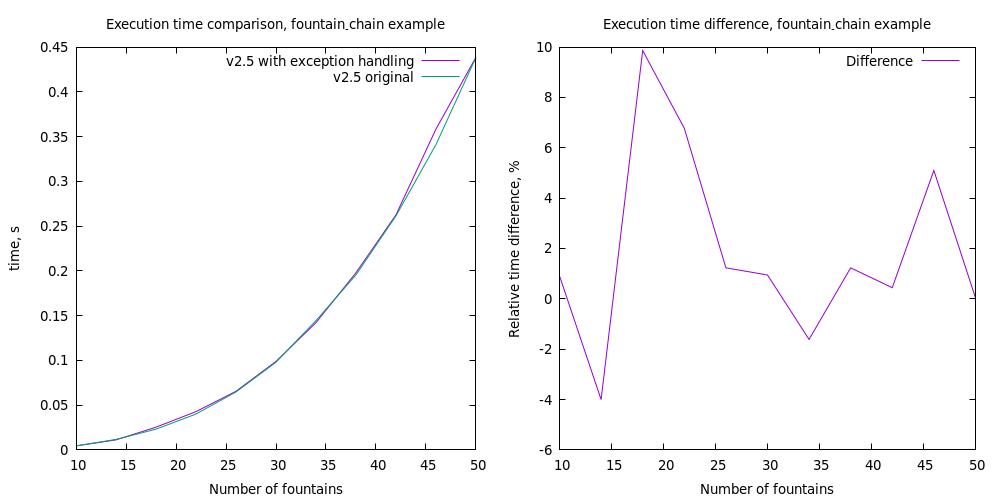 Execution time comparison, fountain_chain example
0.45
0.4
0.35
0.3
0.25
0.2
0.15
0.1
0.05
0
time, s
v2.5 with exception handling
v2.5 original
10 15 20 25 30 35 40 45 50
Number of fountains
Execution time difference, fountain_chain example
10
8
6
4
2
0
-2
-4
-6
Relative time difference, %
Difference
10 15 20 25 30 35 40 45 50
Number of fountains